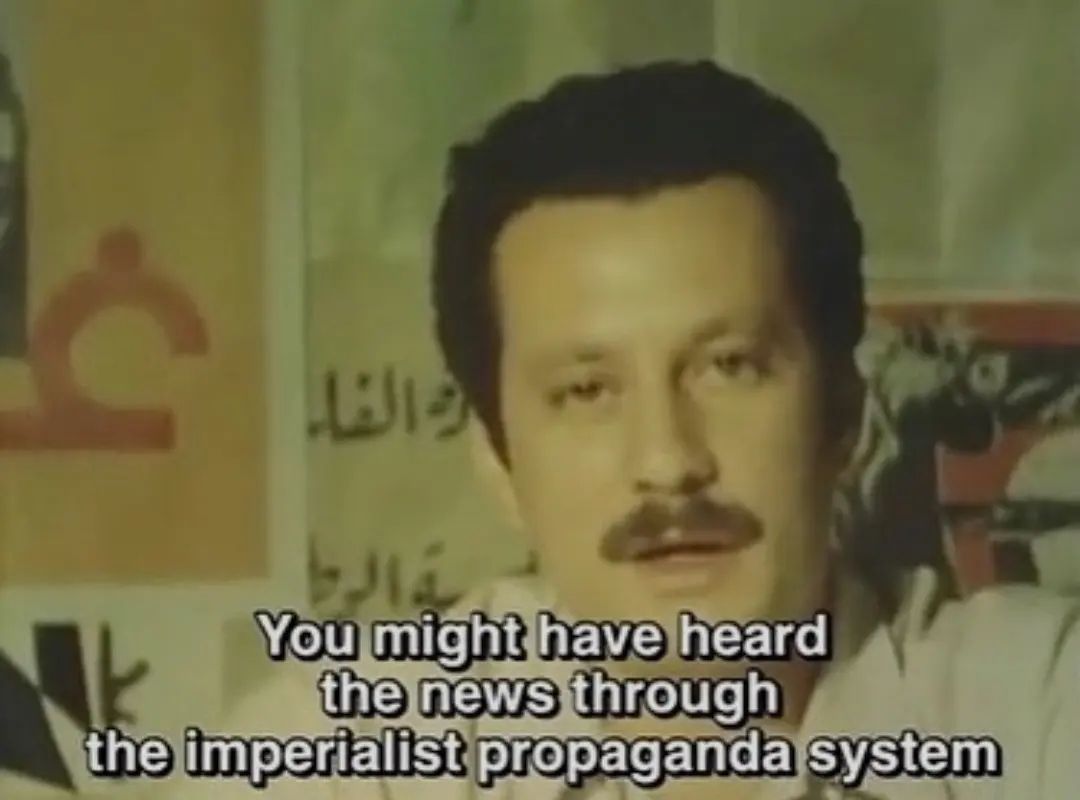 You might have heard
the news through
the imperialist propaganda system